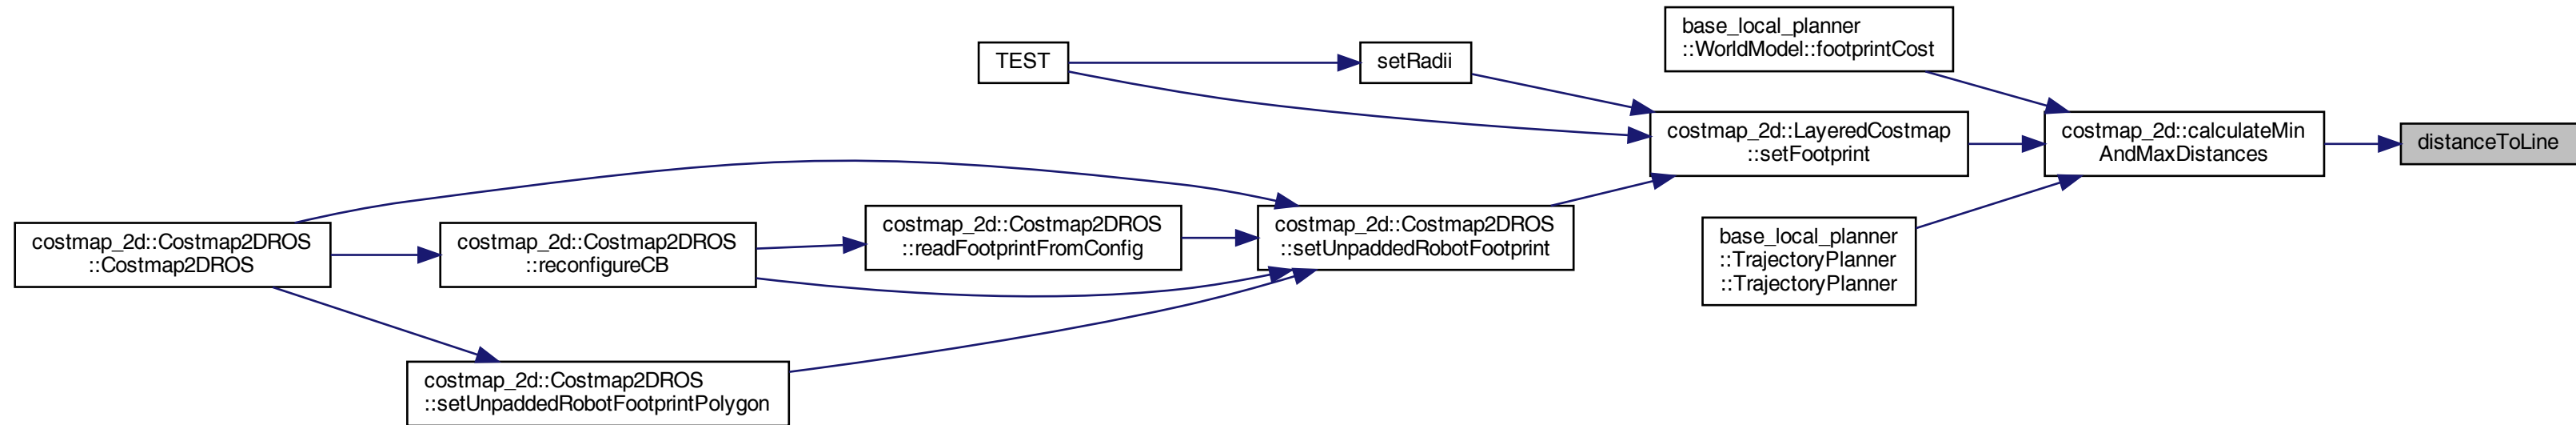 base_local_planner
::WorldModel::footprintCost
TEST
setRadii
costmap_2d::LayeredCostmap
::setFootprint
costmap_2d::calculateMin
AndMaxDistances
distanceToLine
costmap_2d::Costmap2DROS
::Costmap2DROS
costmap_2d::Costmap2DROS
::reconfigureCB
costmap_2d::Costmap2DROS
::readFootprintFromConfig
costmap_2d::Costmap2DROS
::setUnpaddedRobotFootprint
base_local_planner
::TrajectoryPlanner
::TrajectoryPlanner
costmap_2d::Costmap2DROS
::setUnpaddedRobotFootprintPolygon